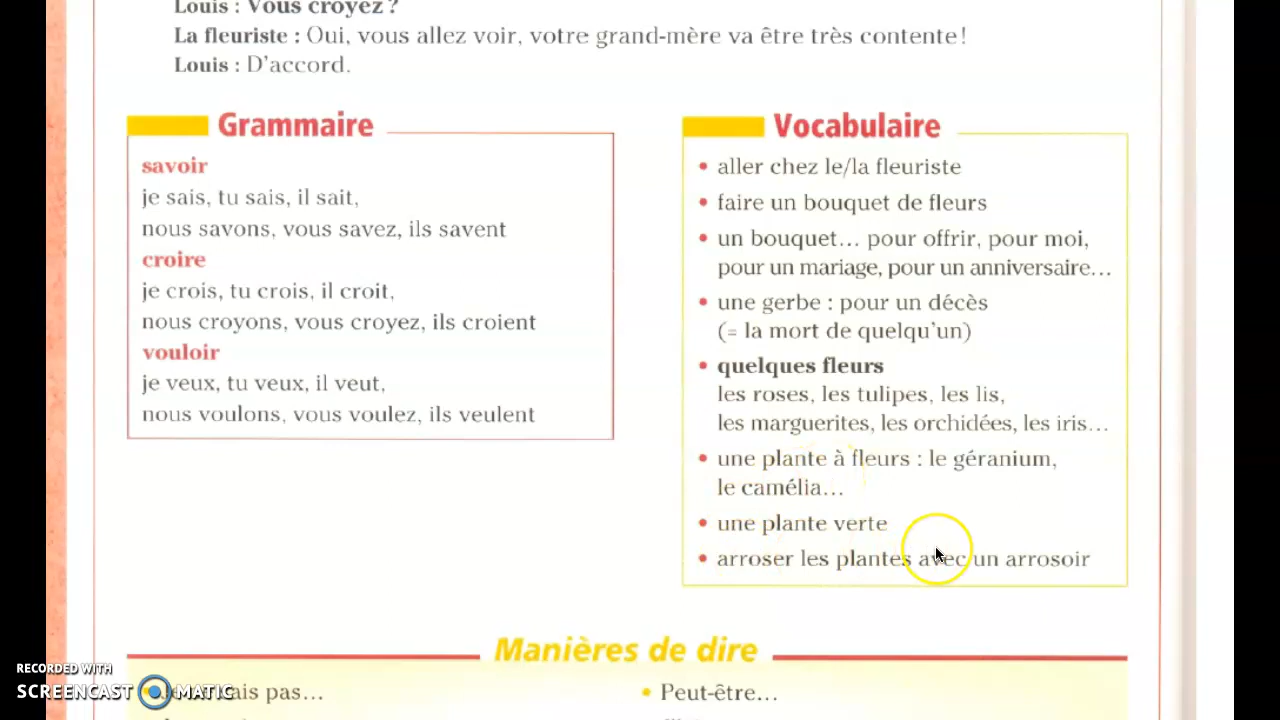 Louis : Vous croyez ?
La fleuriste : Oui, vous allez voir, votre grand-mère va être très contente !
Louis : D'accord.
Grammaire
savoir
je sais, tu sais, il sait,
nous savons, vous savez, ils savent
croire
je crois, tu crois, il croit,
nous croyons, vous croyez, ils croient
vouloir
je veux, tu veux, il veut,
nous voulons, vous voulez, ils veulent
Vocabulaire
• aller chez le/la fleuriste
• faire un bouquet de fleurs
• un bouquet... pour offrir, pour moi,
pour un mariage, pour un anniversaire...
• une gerbe : pour un décès
(= la mort de quelqu'un)
• quelques fleurs
les roses, les tulipes, les lis,
les marguerites, les orchidées, les iris...
• une plante à fleurs : le géranium,
le camélia...
• une plante verte
• arroser les plantes avec un arrosoir
Manières de dire
pas...
• Peut-être...
RECORDED WITH
SCREENCAST MATIC